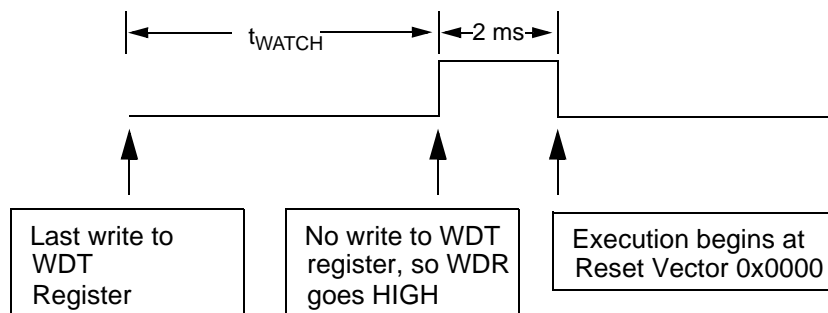 tWATCH
2 ms
Last write to
WDT
Register
No write to WDT
register, so WDR
goes HIGH
Execution begins at
Reset Vector 0x0000